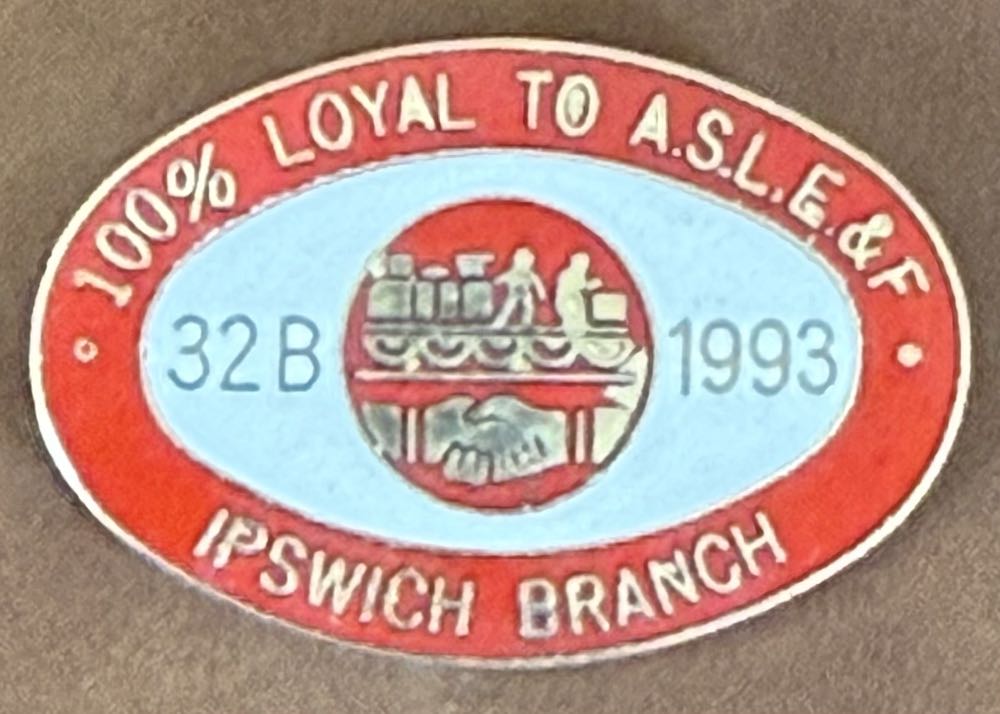 100% LOYAL TO A.S.L.E.&F
32B 1993
IPSWICH BRANCH